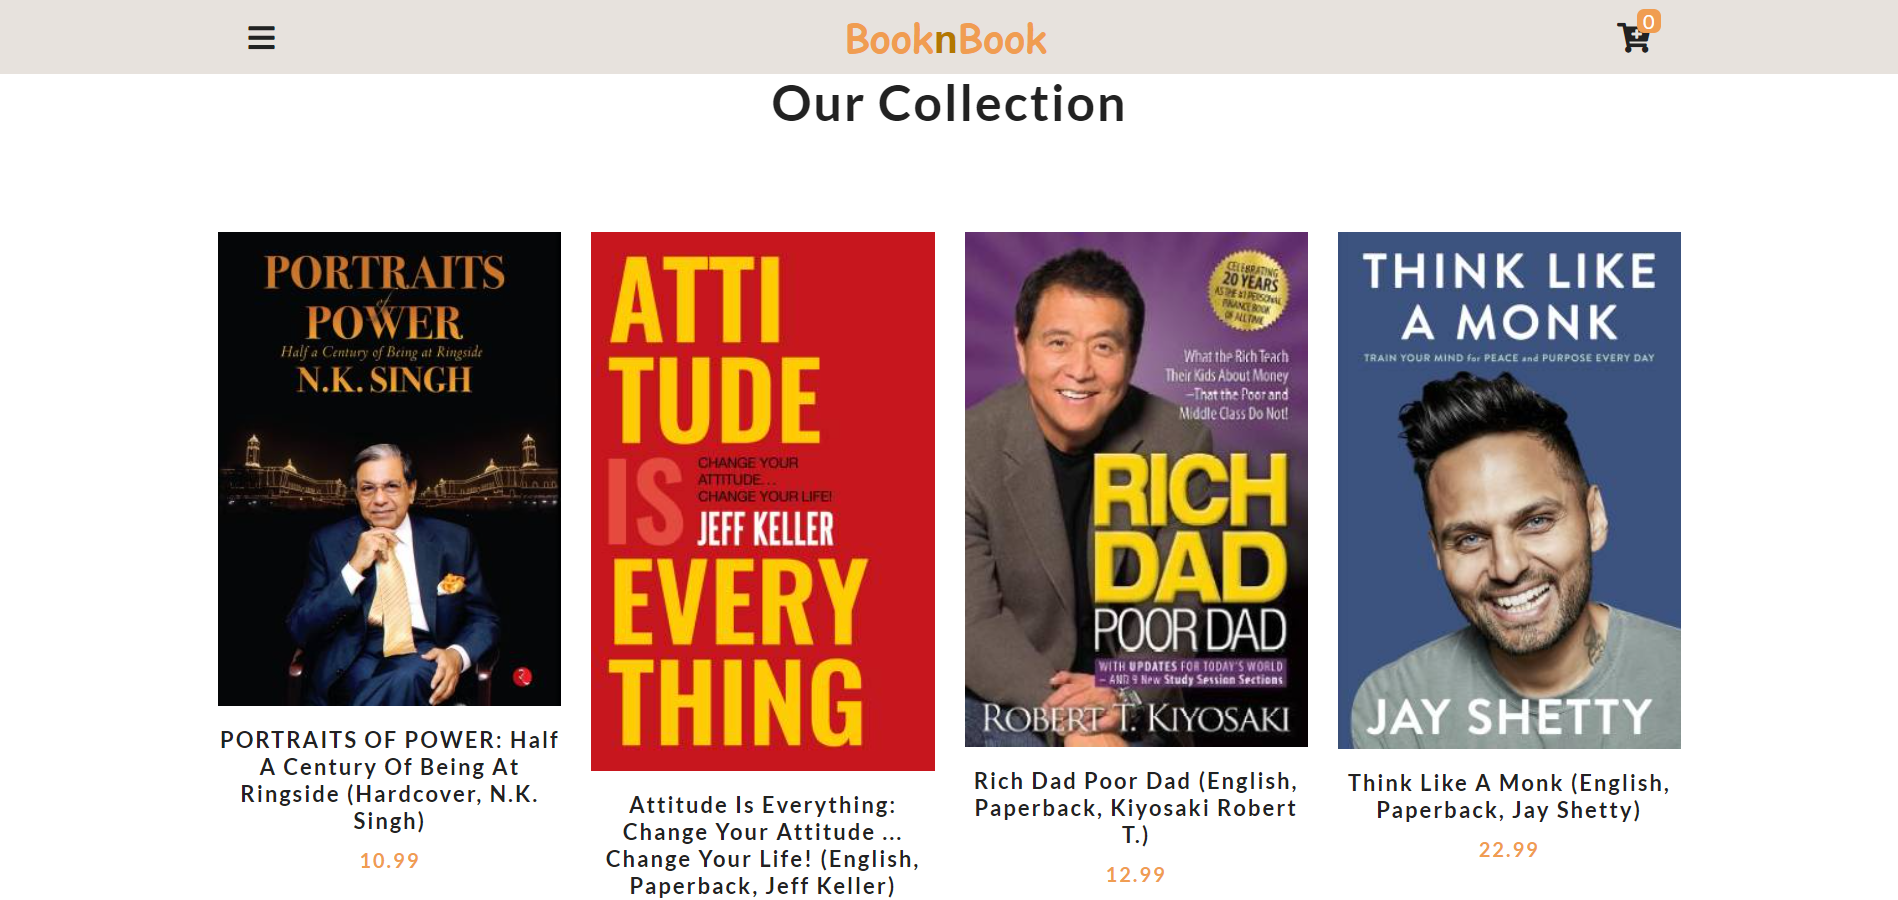 BooknBook
0
Our Collection
PORTRAITS
of
POWER
Half a Century of Being at Ringside
N.K. SINGH
PORTRAITS OF POWER: Half
A Century Of Being At
Ringside (Hardcover, N.K.
Singh)
10.99
ATTI
TUDE
IS
CHANGE YOUR
ATTITUDE...
CHANGE YOUR LIFE!
JEFF KELLER
EVERY
THING
Attitude Is Everything:
Change Your Attitude ...
Change Your Life! (English,
Paperback, Jeff Keller)
CELEBRATING
20 YEARS
AS THE #1 PERSONAL
FINANCE BOOK
OF ALL TIME
What the Rich Teach
Their Kids About Money
–That the Poor and
Middle Class Do Not!
RICH
DAD
POOR DAD
WITH UPDATES FOR TODAY'S WORLD
– AND 9 New Study Session Sections
ROBERT T. KIYOSAKI
Rich Dad Poor Dad (English,
Paperback, Kiyosaki Robert
T.)
12.99
THINK LIKE
A MONK
TRAIN YOUR MIND for PEACE and PURPOSE EVERY DAY
JAY SHETTY
Think Like A Monk (English,
Paperback, Jay Shetty)
22.99